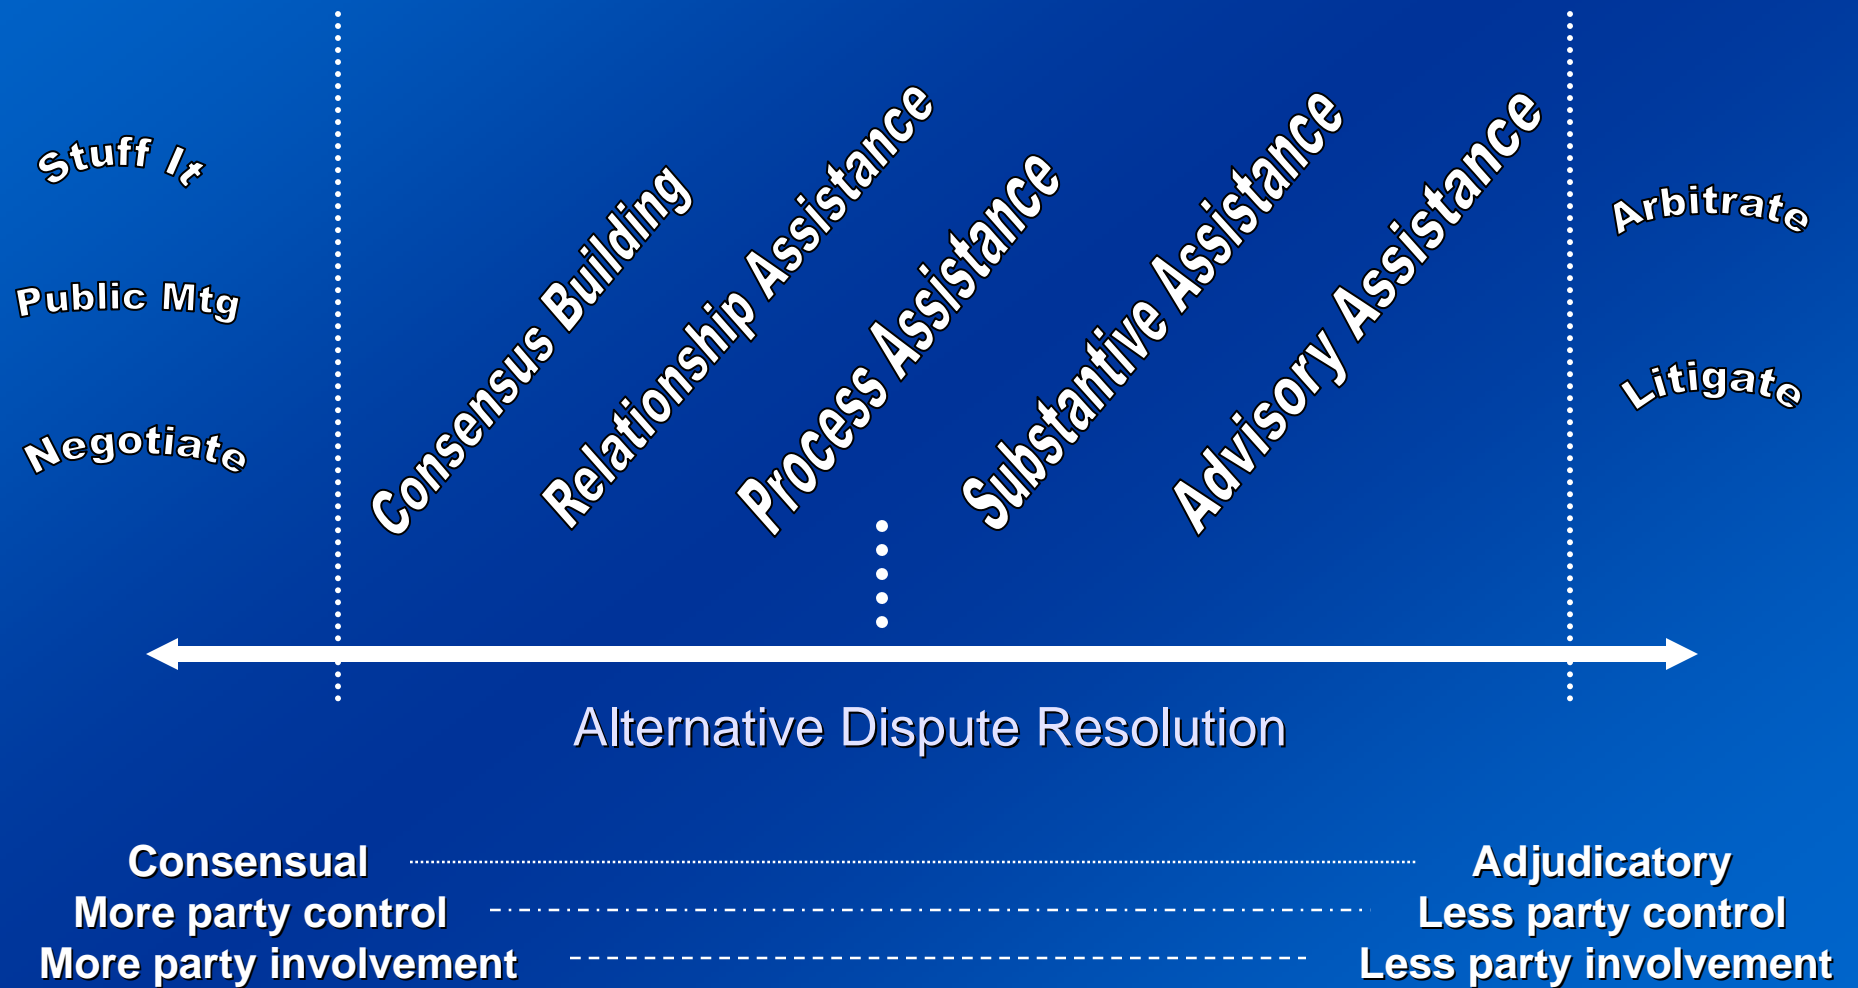 Stuff It
Public Mtg
Negotiate
Consensus Building
Relationship Assistance
Process Assistance
Substantive Assistance
Advisory Assistance
Arbitrate
Litigate
Alternative Dispute Resolution
Consensual
Adjudicatory
More party control
Less party control
More party involvement
Less party involvement